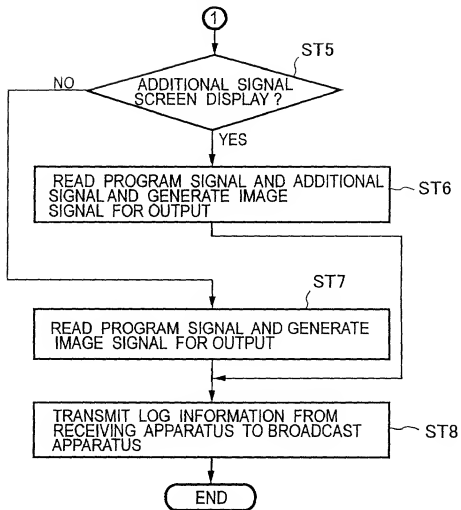 1
ST5
ADDITIONAL SIGNAL
SCREEN DISPLAY ?
NO
YES
READ PROGRAM SIGNAL AND ADDITIONAL
SIGNAL AND GENERATE IMAGE
SIGNAL FOR OUTPUT
ST6
ST7
READ PROGRAM SIGNAL AND GENERATE
IMAGE SIGNAL FOR OUTPUT
TRANSMIT LOG INFORMATION FROM
RECEIVING APPARATUS TO BROADCAST
APPARATUS
ST8
END